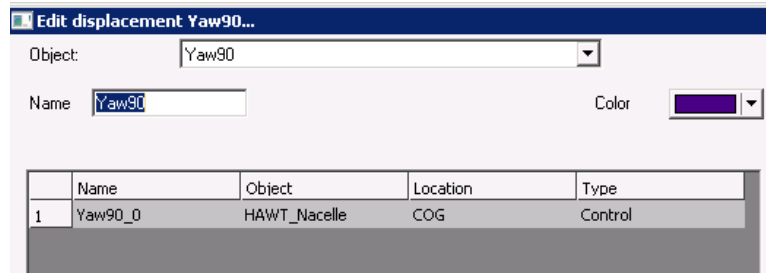 Edit displacement Yaw90...
Object: Yaw90
Name Yaw90 Color
Name Object Location Type
1 Yaw90_0 HAWT_Nacelle COG Control